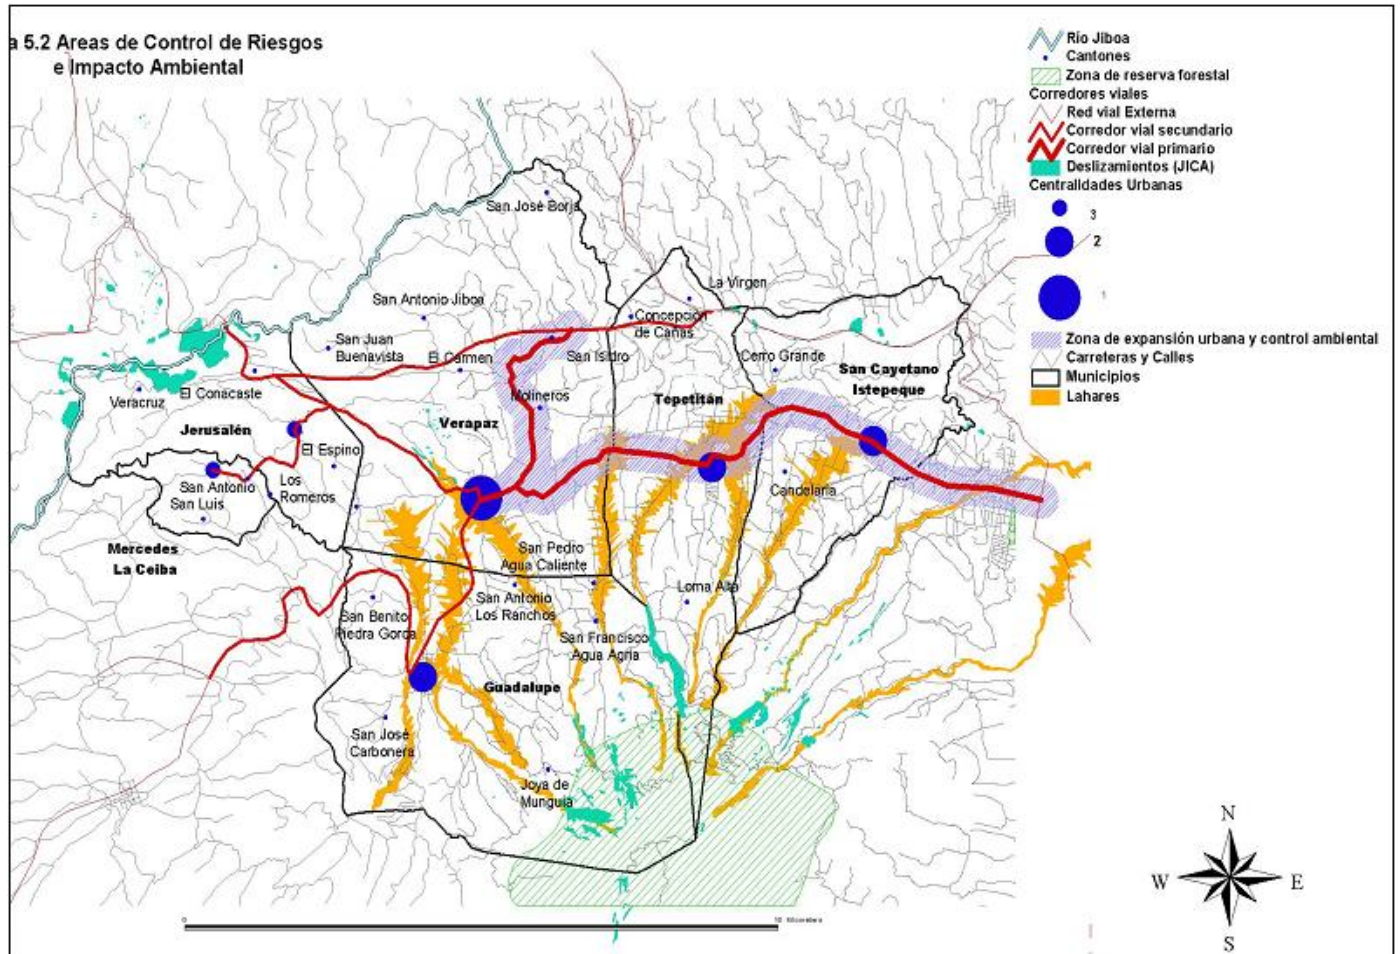 a 5.2 Areas de Control de Riesgos
e Impacto Ambiental
Río Jiboa
Cantones
Zona de reserva forestal
Corredores viales
Red vial Externa
Corredor vial secundario
Corredor vial primario
Deslizamientos (JICA)
Centralidades Urbanas
3
2
1
Zona de expansión urbana y control ambiental
Carreteras y Calles
Municipios
Lahares
San José Borja
La Virgen
San Antonio Jiboa
Concepción
de Cañas
San Juan
Buenavista
El Carmen
San Isidro
Cerro Grande
San Cayetano
Istepeque
El Conacaste
Veracruz
Molineros
Tepetitán
Verapaz
Jerusalén
El Espino
San Antonio
Los
Romeros
San Luis
Candelaria
Mercedes
La Ceiba
San Pedro
Agua Caliente
San Antonio
Los Ranchos
Loma Alta
San Benito
Piedra Gorda
San Francisco
Agua Agria
Guadalupe
San José
Carbonera
Joya de
Munguia
N
W
E
S
0
10 Kilometers